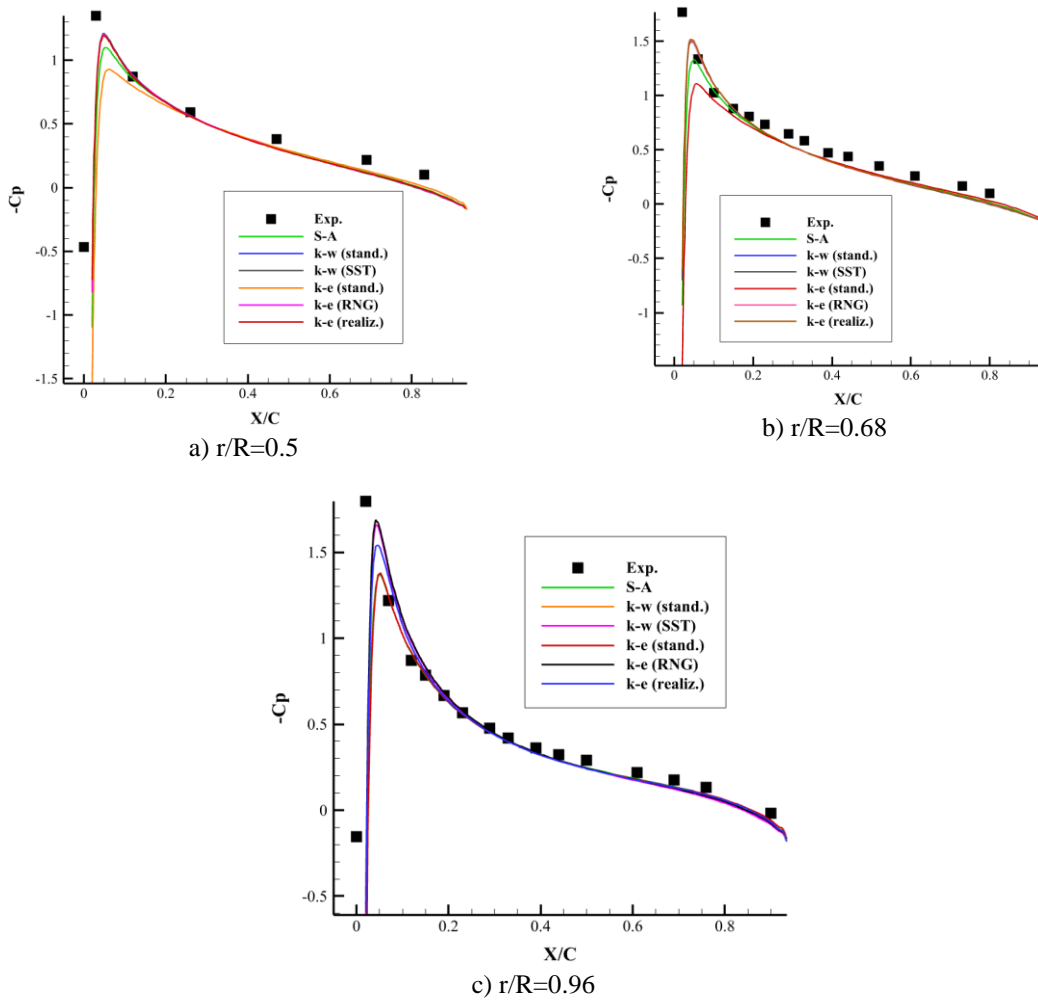 1
0.5
0
-0.5
-1
-1.5
-Cp
0
0.2
0.4
0.6
0.8
X/C
Exp.
S-A
k-w (stand.)
k-w (SST)
k-e (stand.)
k-e (RNG)
k-e (realiz.)
a) r/R=0.5
1.5
1
0.5
0
-0.5
-1
-Cp
0
0.2
0.4
0.6
0.8
X/C
Exp.
S-A
k-w (stand.)
k-w (SST)
k-e (stand.)
k-e (RNG)
k-e (realiz.)
b) r/R=0.68
1.5
1
0.5
0
-0.5
-Cp
0
0.2
0.4
0.6
0.8
X/C
Exp.
S-A
k-w (stand.)
k-w (SST)
k-e (stand.)
k-e (RNG)
k-e (realiz.)
c) r/R=0.96